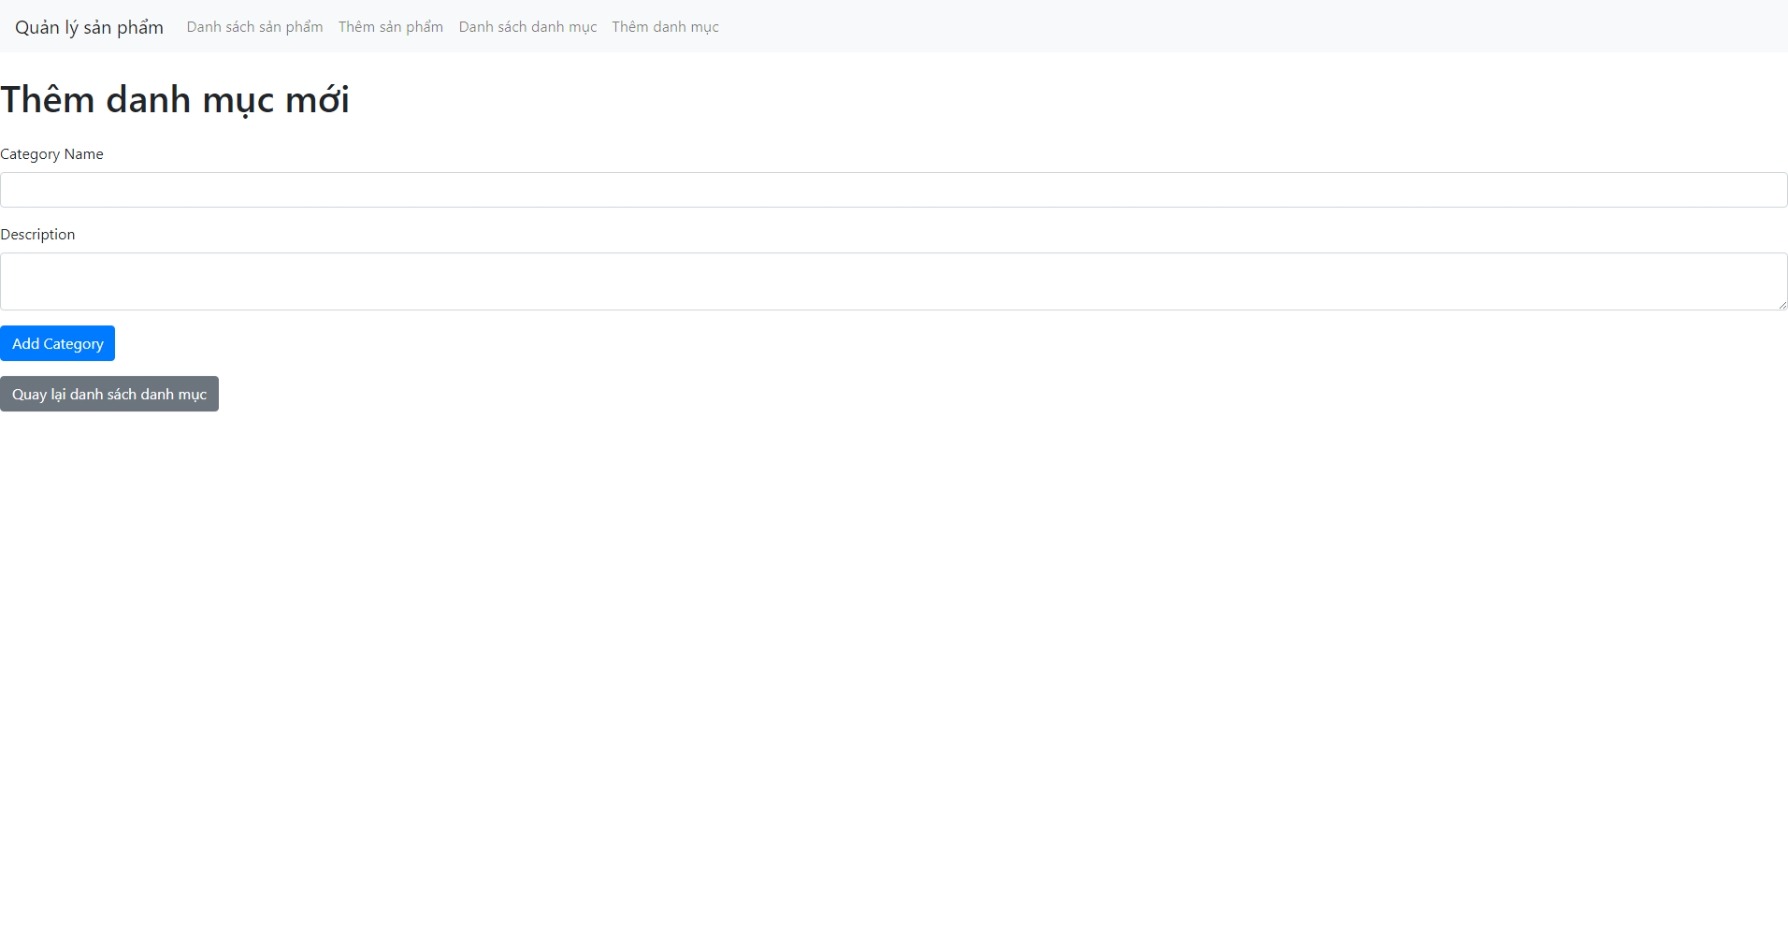 Quản lý sản phẩm Danh sách sản phẩm Thêm sản phẩm Danh sách danh mục Thêm danh mục
Thêm danh mục mới
Category Name
Description
Add Category
Quay lại danh sách danh mục